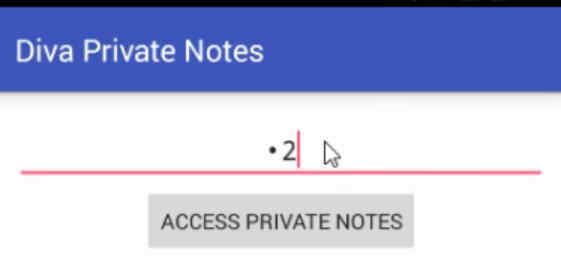 Diva Private Notes
•2
ACCESS PRIVATE NOTES